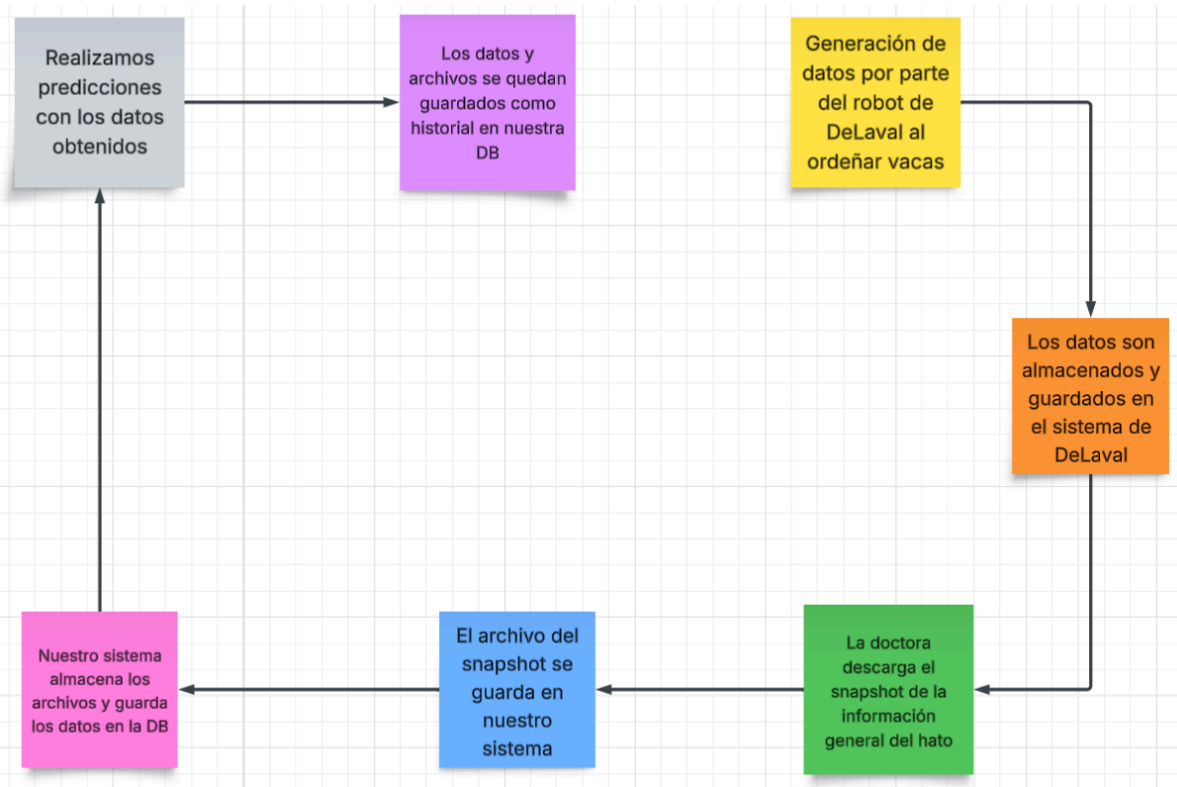 Realizamos
predicciones
con los datos
obtenidos
Los datos y
archivos se quedan
guardados como
historial en nuestra
DB
Generación de
datos por parte
del robot de
DeLaval al
ordeñar vacas
Los datos son
almacenados y
guardados en
el sistema de
DeLaval
Nuestro sistema
almacena los
archivos y guarda
los datos en la DB
El archivo del
snapshot se
guarda en
nuestro
sistema
La doctora
descarga el
snapshot de la
información
general del hato